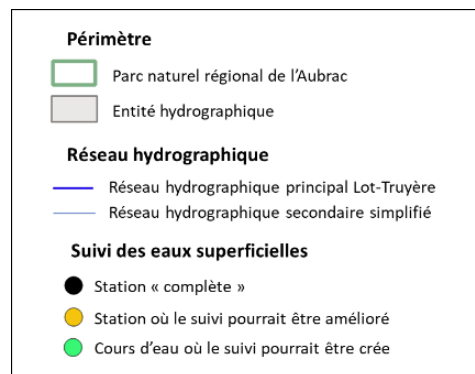 Périmètre
Parc naturel régional de l'Aubrac
Entité hydrographique
Réseau hydrographique
Réseau hydrographique principal Lot-Truyère
Réseau hydrographique secondaire simplifié
Suivi des eaux superficielles
Station « complète »
Station où le suivi pourrait être amélioré
Cours d'eau où le suivi pourrait être crée